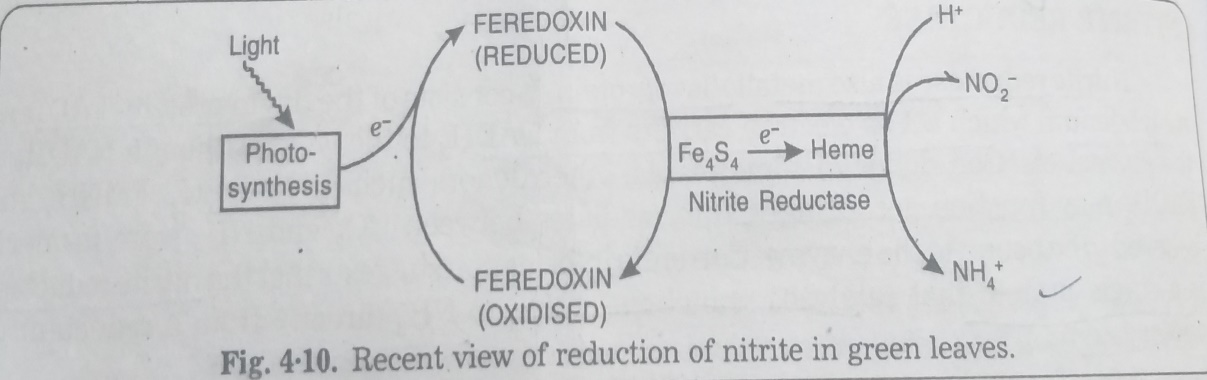 Light
Photo-
synthesis
e⁻
FEREDOXIN
(REDUCED)
FEREDOXIN
(OXIDISED)
Fe₄S₄ e⁻ Heme
Nitrite Reductase
H⁺
NO₂⁻
NH₄⁺
Fig. 4·10. Recent view of reduction of nitrite in green leaves.